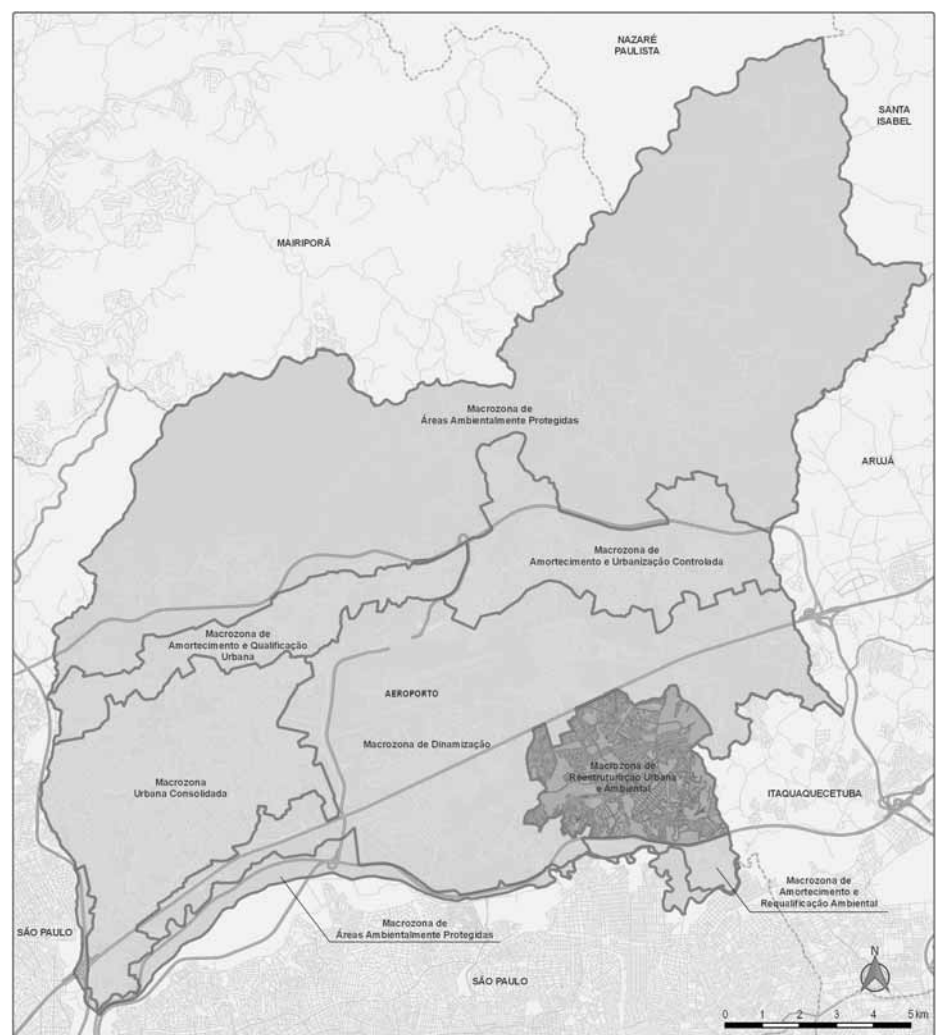 NAZARÉ
PAULISTA
SANTA
ISABEL
MAIRIPORÃ
Macrozona de
Áreas Ambientalmente Protegidas
ARUJÁ
Macrozona de
Amortecimento e Urbanização Controlada
Macrozona de
Amortecimento e Qualificação
Urbana
AEROPORTO
Macrozona de Dinamização
Macrozona de
Reestruturação Urbana
e Ambiental
Macrozona
Urbana Consolidada
ITAQUAQUECETUBA
Macrozona de
Amortecimento e
Requalificação Ambiental
Macrozona de
Áreas Ambientalmente Protegidas
SÃO PAULO
SÃO PAULO
N
0 1 2 3 4 5 km